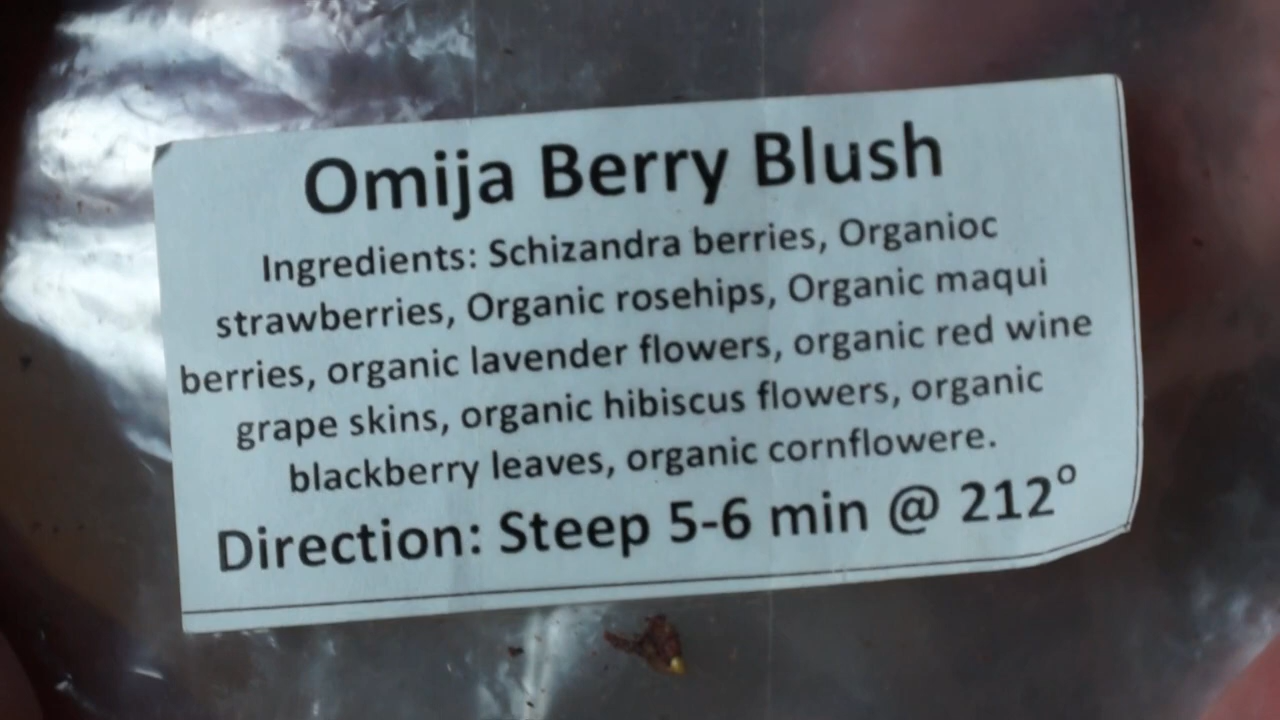 Omija Berry Blush
Ingredients: Schizandra berries, Organioc
strawberries, Organic rosehips, Organic maqui
berries, organic lavender flowers, organic red wine
grape skins, organic hibiscus flowers, organic
blackberry leaves, organic cornflowere.
Direction: Steep 5-6 min @ 212°